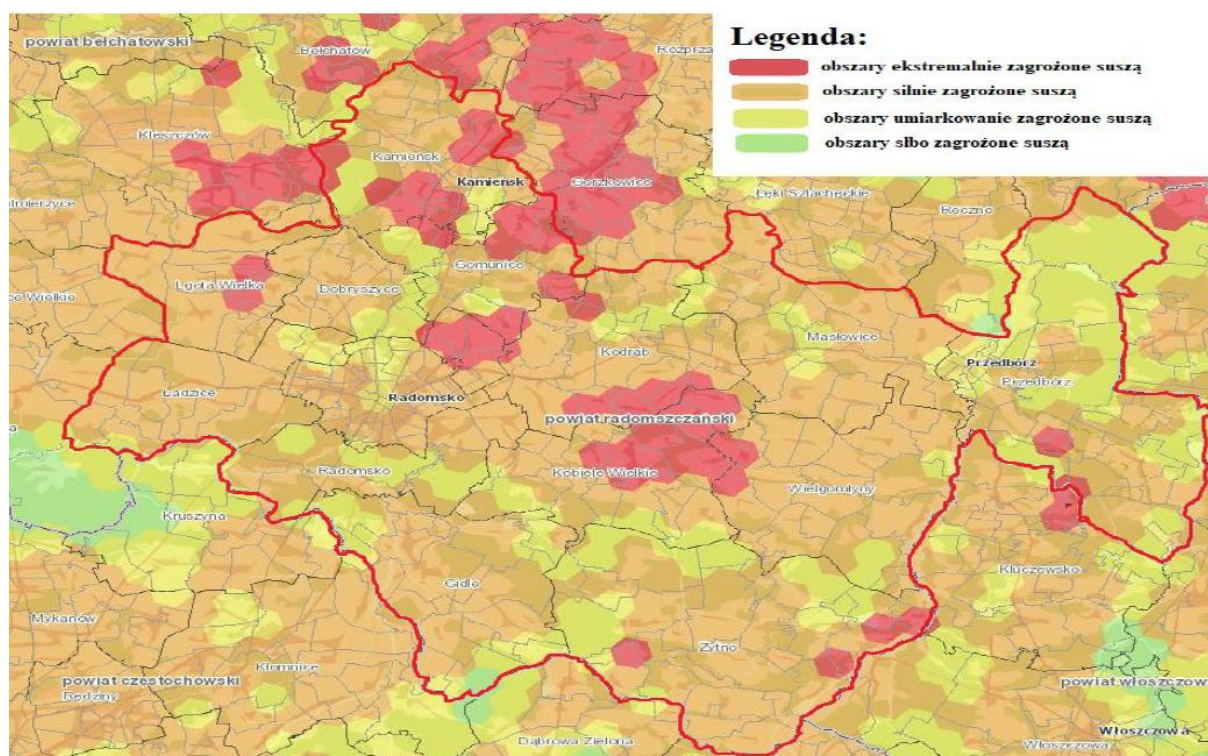 Legenda:
obszary ekstremalnie zagrożone suszą
obszary silnie zagrożone suszą
obszary umiarkowanie zagrożone suszą
obszary słbo zagrożone suszą
powiat bełchatowski
Bełchatów
Rozprza
Kleszczów
Kamieńsk
Kamieńsk
Gorzkowice
Łęki Szlacheckie
Ręczno
Gomunice
Lgota Wielka
Dobryszyce
Masłowice
Kodrąb
Przedbórz
Przedbórz
Ładzice
Radomsko
powiat radomszczański
Radomsko
Kobiele Wielkie
Wielgomłyny
Kruszyna
Kluczewsko
Gidle
Mykanów
Żytno
Kłomnice
powiat częstochowski
Rędziny
powiat włoszczow
Włoszczowa
Dąbrowa Zielona
Włoszczowa